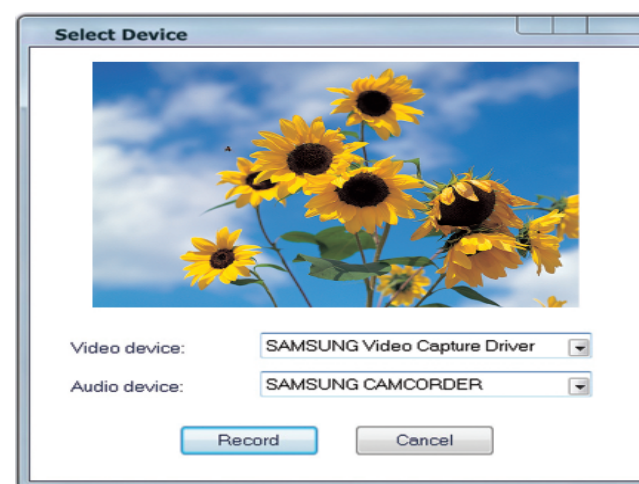 Select Device
Video device: SAMSUNG Video Capture Driver
Audio device: SAMSUNG CAMCORDER
Record Cancel